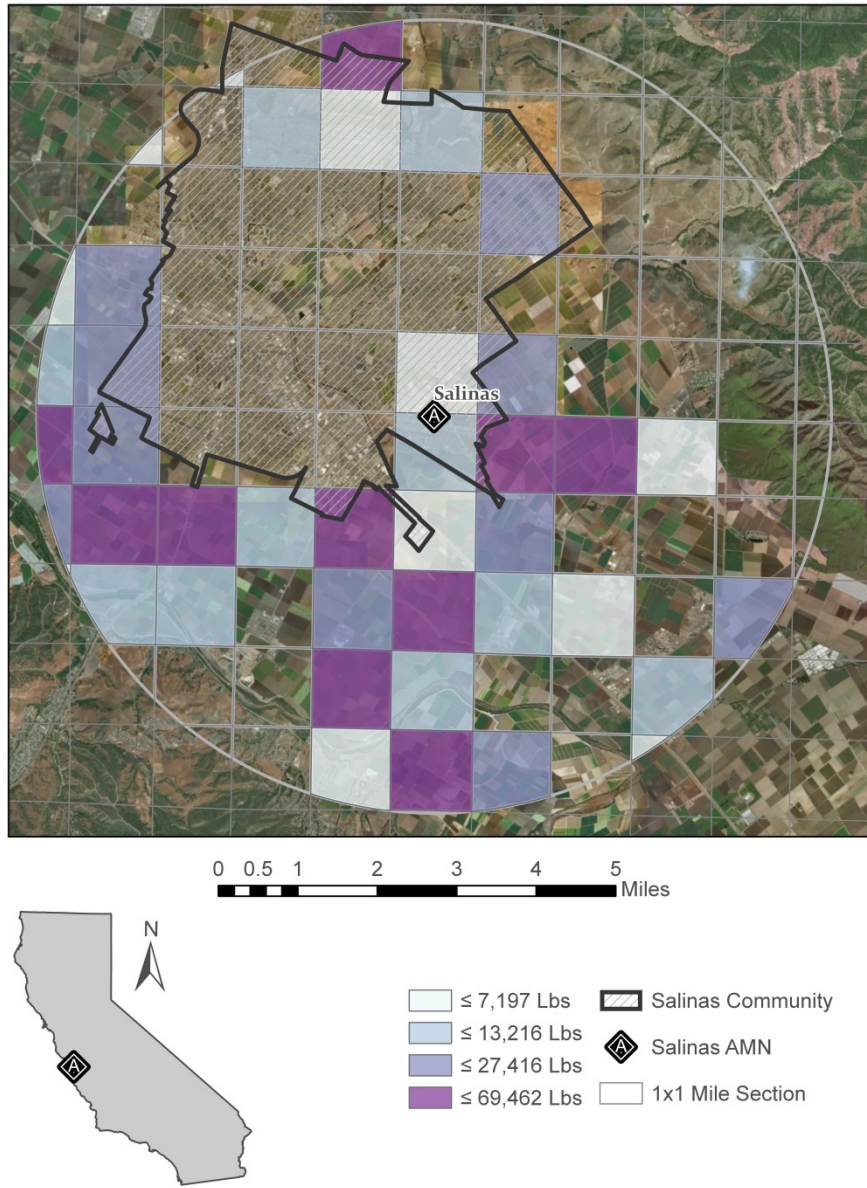 Salinas
A
0 0.5 1 2 3 4 5
Miles
N
A
≤ 7,197 Lbs
≤ 13,216 Lbs
≤ 27,416 Lbs
≤ 69,462 Lbs
Salinas Community
A Salinas AMN
1x1 Mile Section